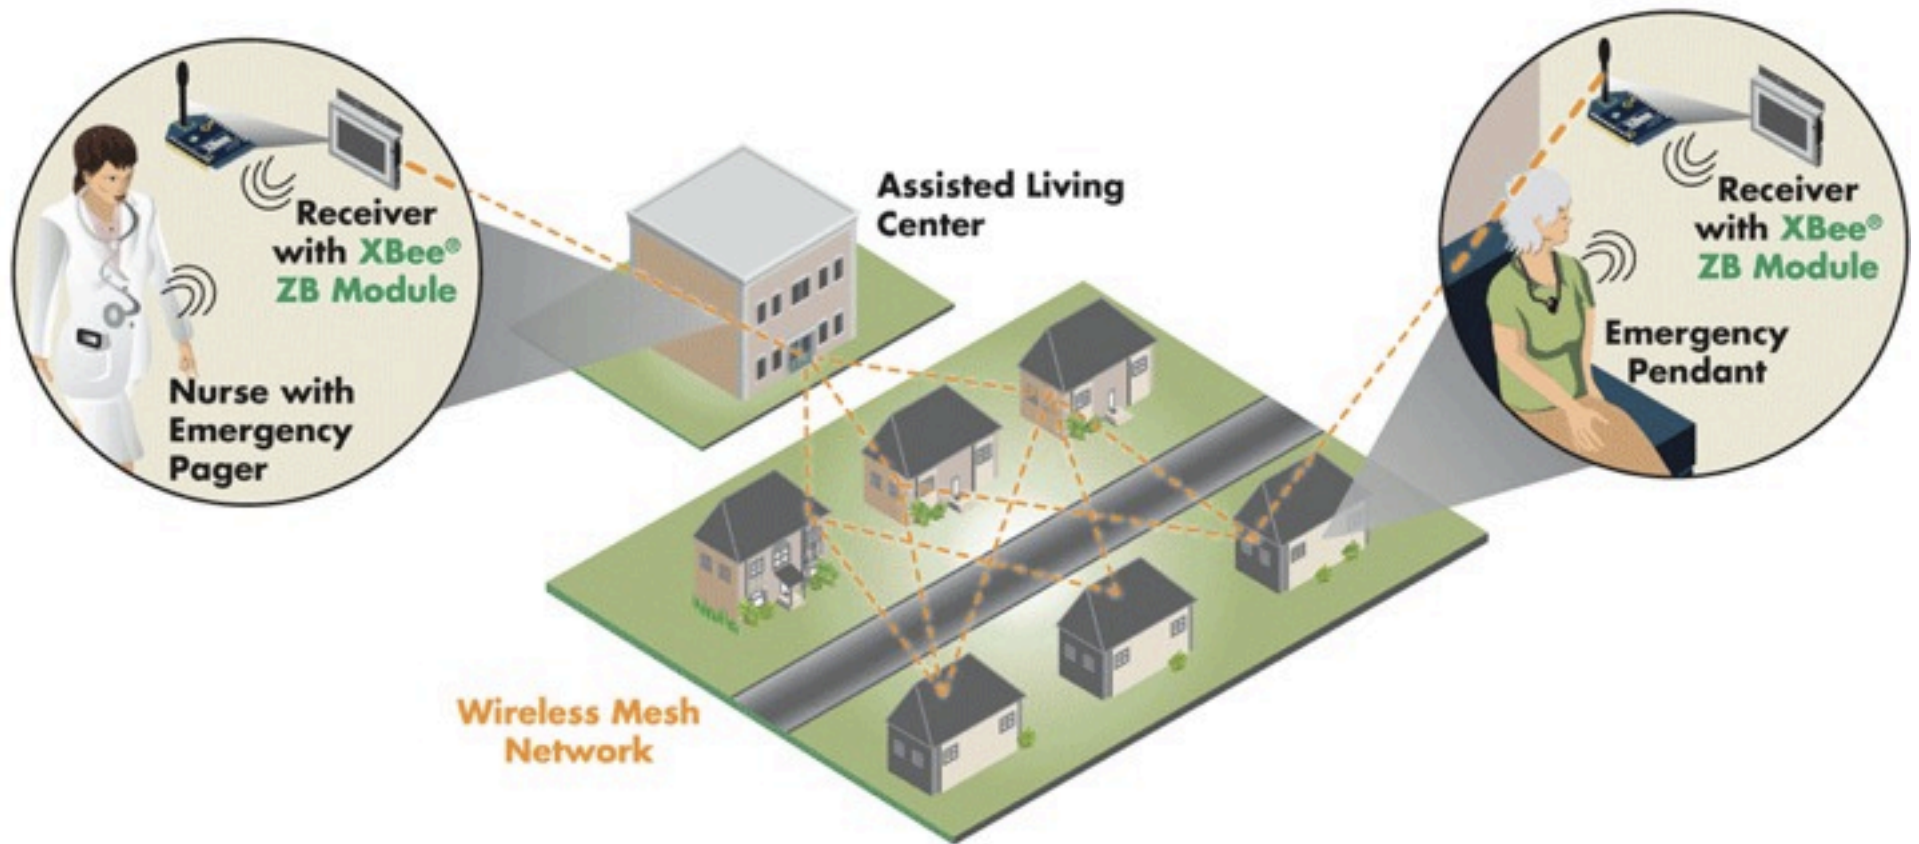 Receiver
with XBee®
ZB Module
Nurse with
Emergency
Pager
Assisted Living
Center
Wireless Mesh
Network
Receiver
with XBee®
ZB Module
Emergency
Pendant